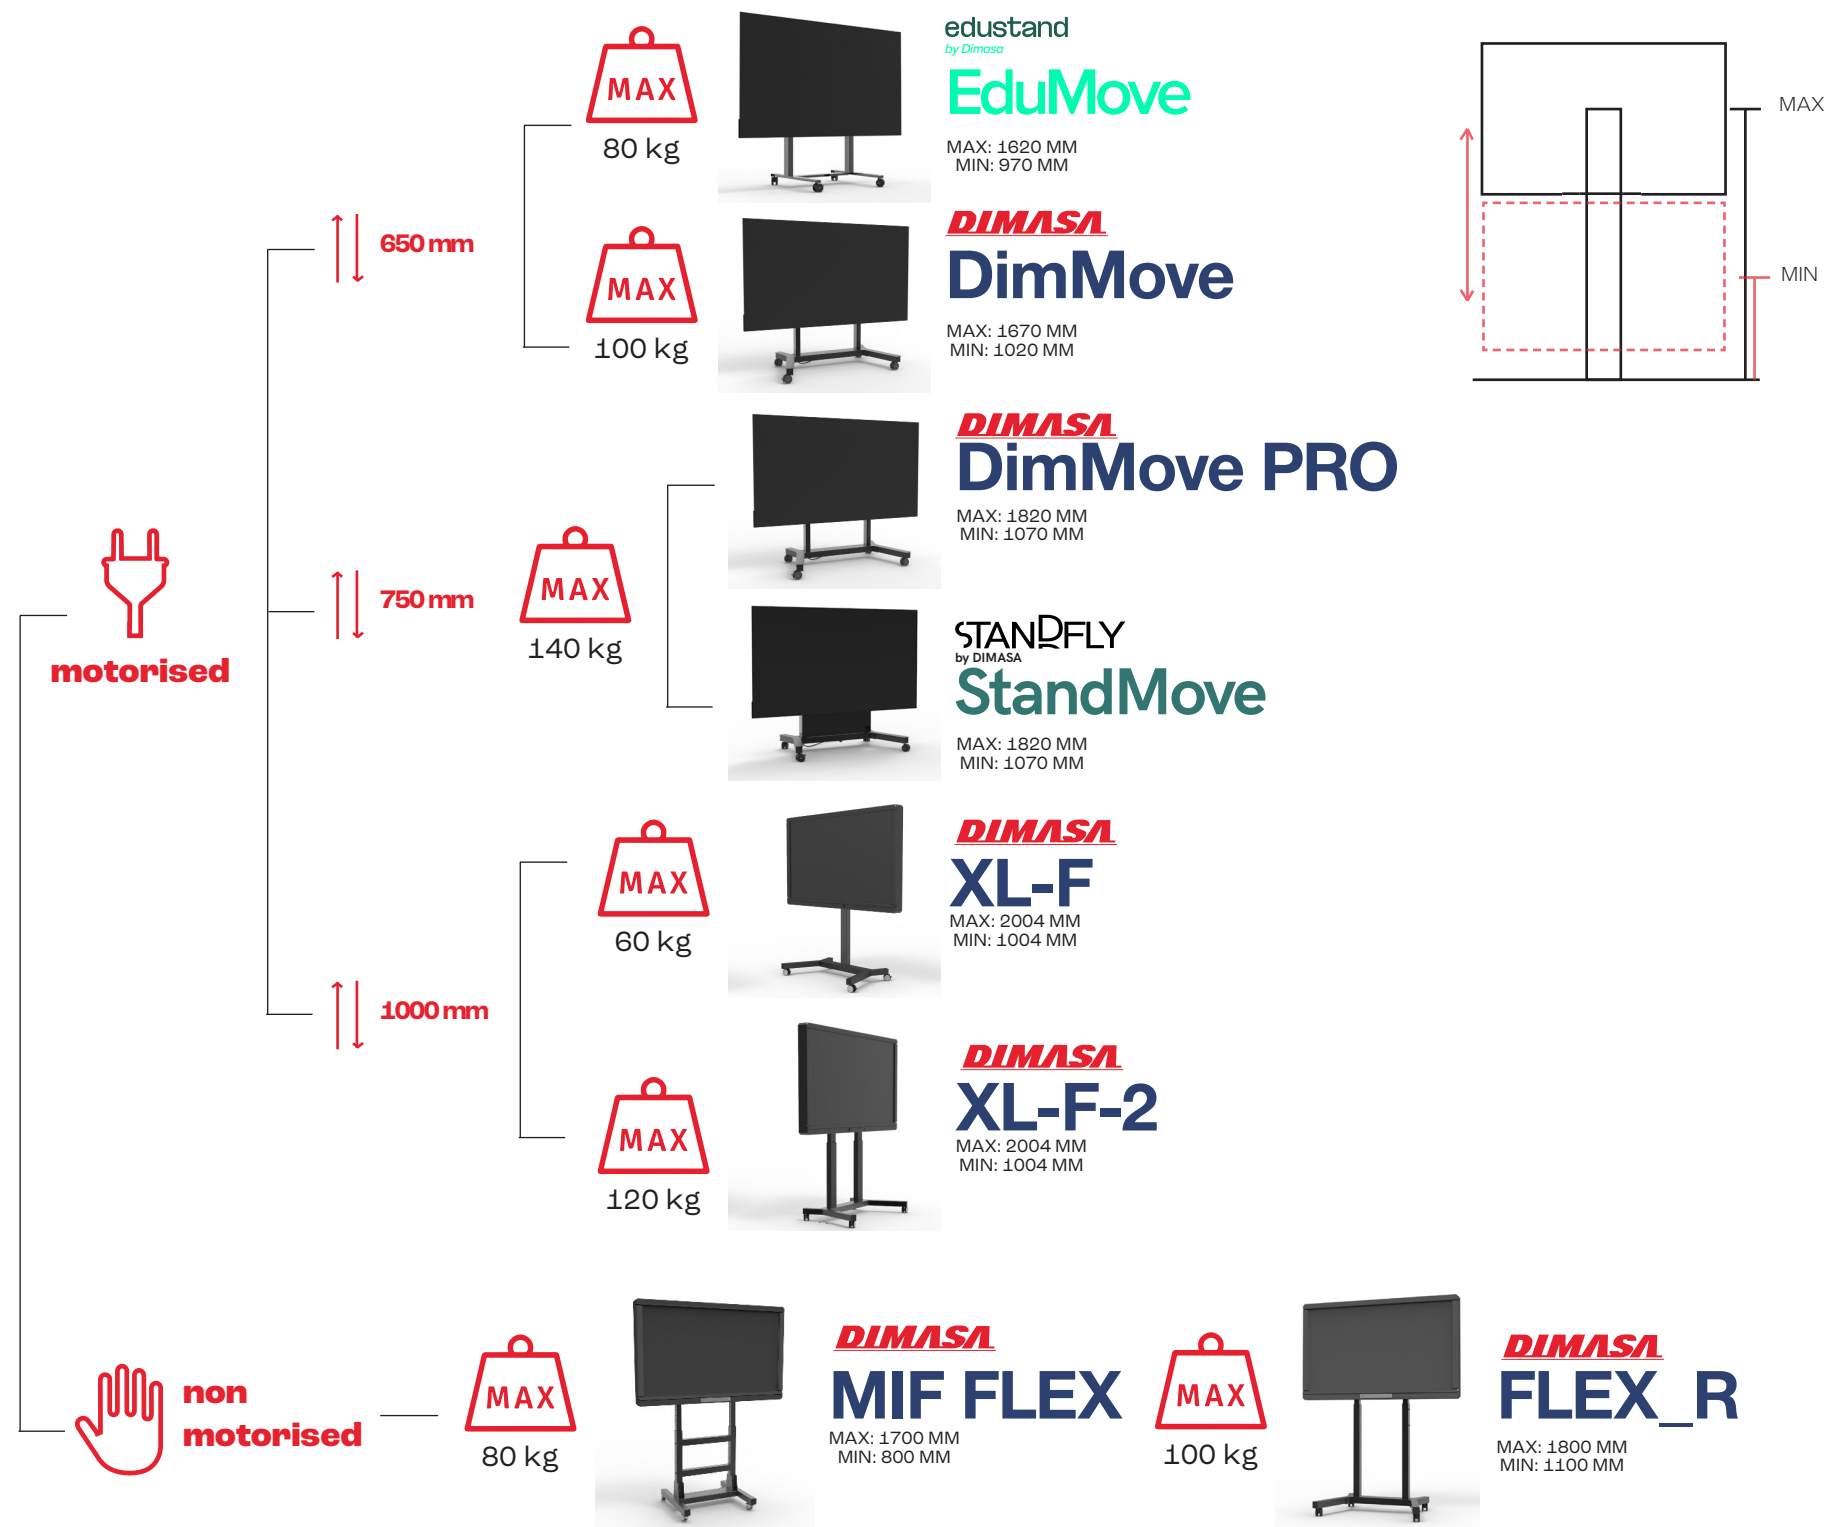 edustand
by Dimasa
EduMove
MAX: 1620 MM
MIN: 970 MM
MAX
80 kg
MAX
MIN
650 mm
DIMASA
DimMove
MAX: 1670 MM
MIN: 1020 MM
MAX
100 kg
DIMASA
DimMove PRO
MAX: 1820 MM
MIN: 1070 MM
motorised
750 mm
MAX
140 kg
STANDFLY
by DIMASA
StandMove
MAX: 1820 MM
MIN: 1070 MM
MAX
60 kg
DIMASA
XL-F
MAX: 2004 MM
MIN: 1004 MM
1000 mm
MAX
120 kg
DIMASA
XL-F-2
MAX: 2004 MM
MIN: 1004 MM
non
motorised
MAX
80 kg
DIMASA
MIF FLEX
MAX: 1700 MM
MIN: 800 MM
MAX
100 kg
DIMASA
FLEX_R
MAX: 1800 MM
MIN: 1100 MM